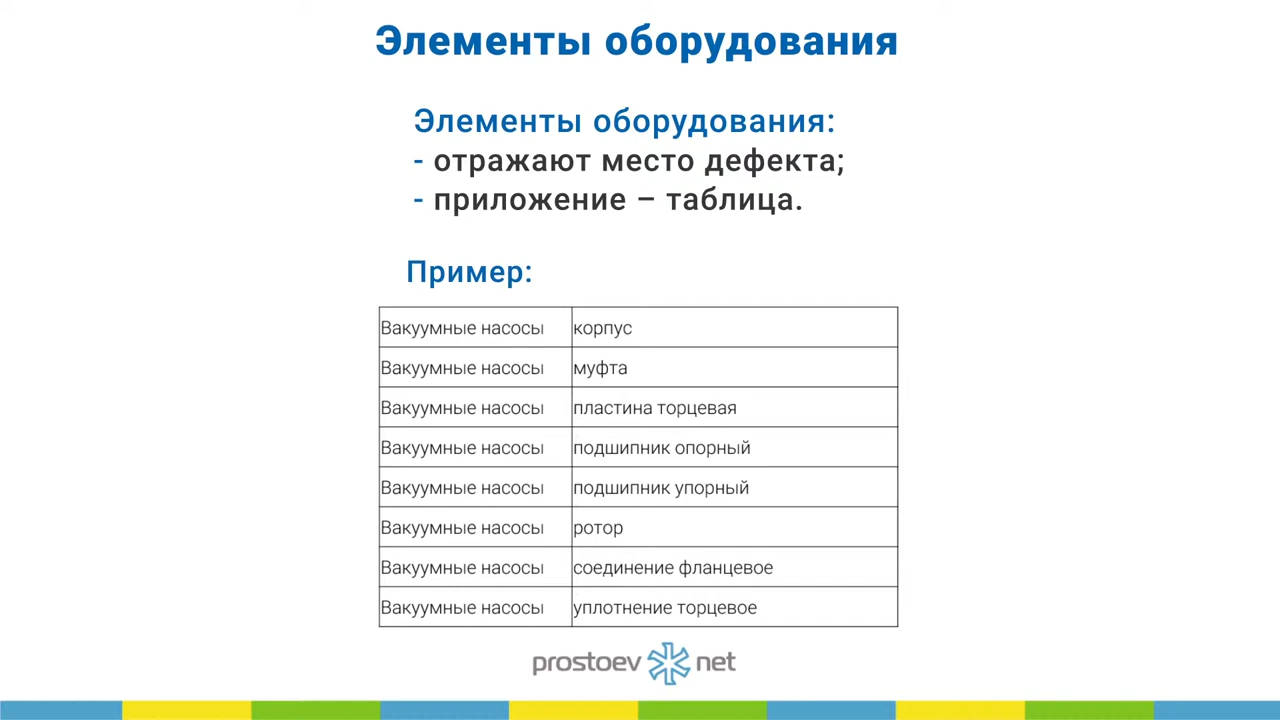 Элементы оборудования
Элементы оборудования:
- отражают место дефекта;
- приложение – таблица.
Пример:
Вакуумные насосы корпус
Вакуумные насосы муфта
Вакуумные насосы пластина торцевая
Вакуумные насосы подшипник опорный
Вакуумные насосы подшипник упорный
Вакуумные насосы ротор
Вакуумные насосы соединение фланцевое
Вакуумные насосы уплотнение торцевое
prostoev net